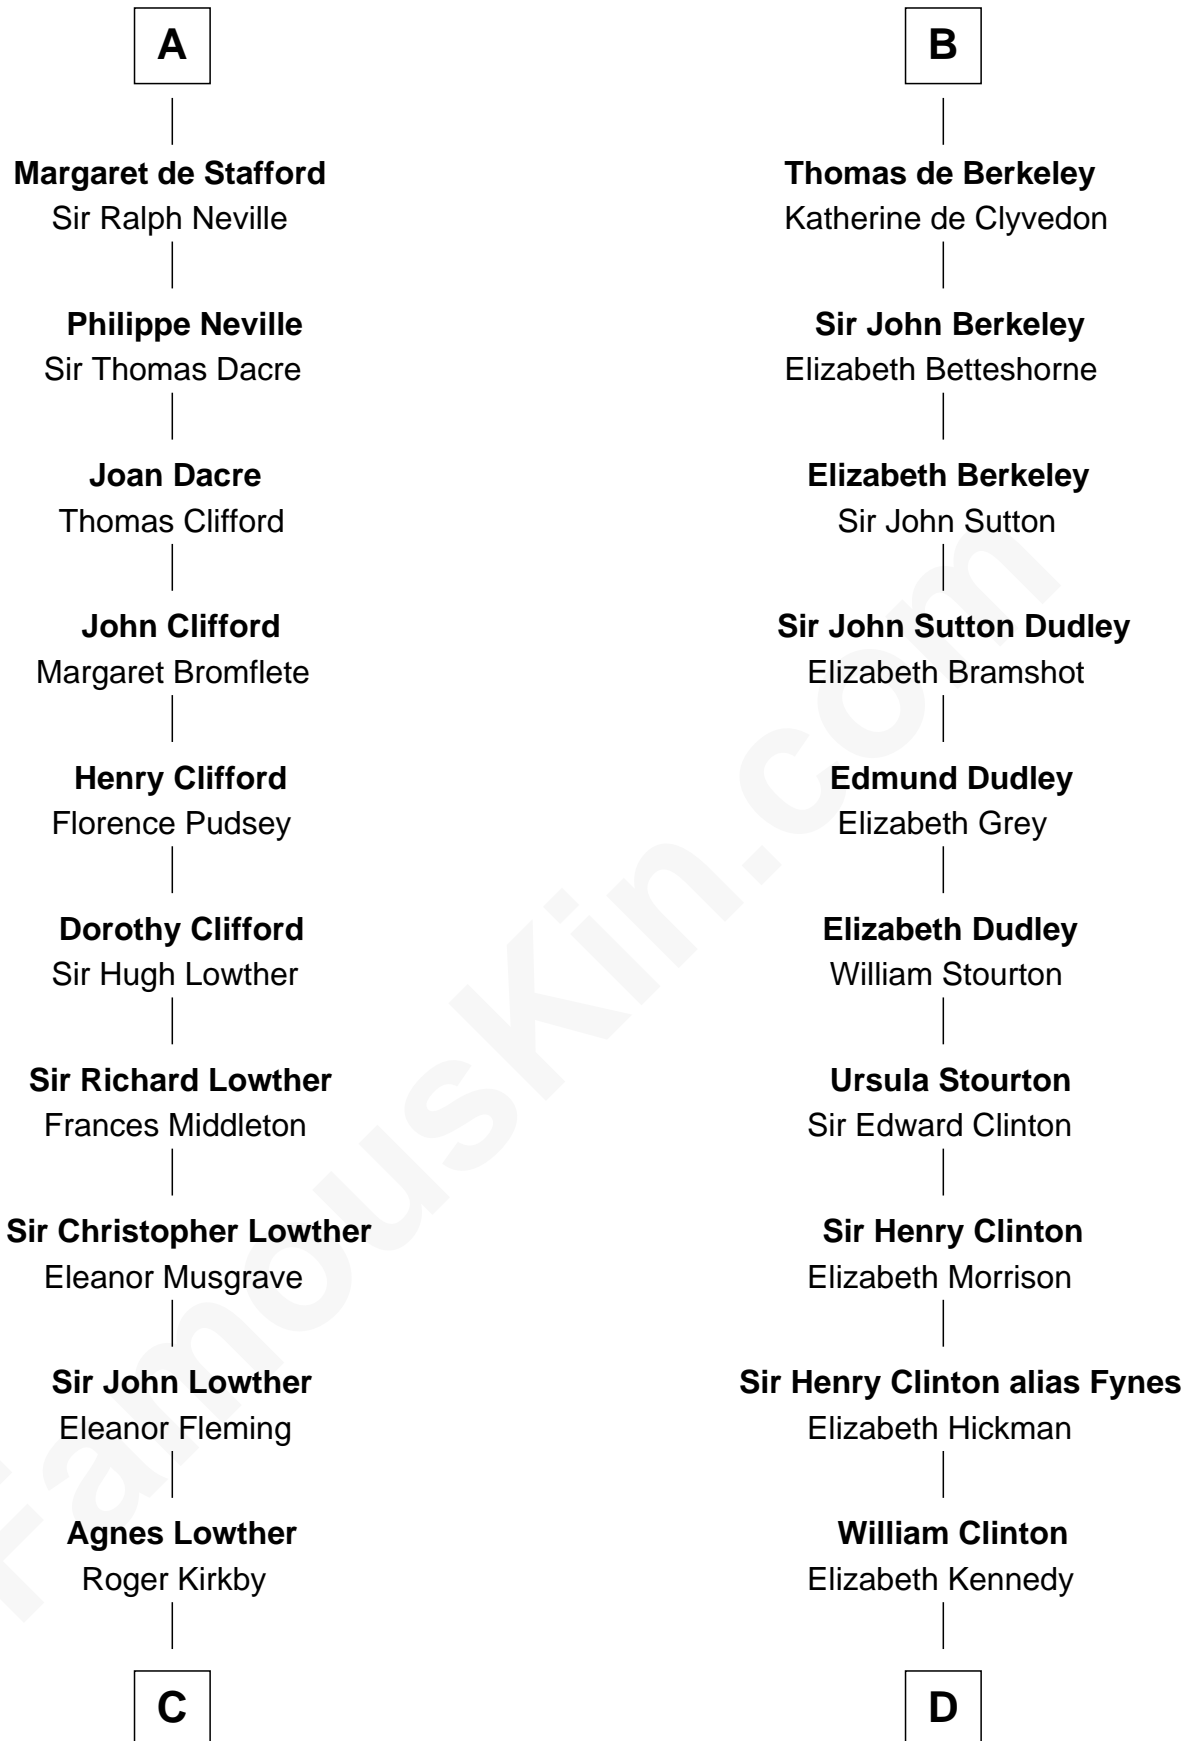 A
Margaret de Stafford
Sir Ralph Neville
Philippe Neville
Sir Thomas Dacre
Joan Dacre
Thomas Clifford
John Clifford
Margaret Bromflete
Henry Clifford
Florence Pudsey
Dorothy Clifford
Sir Hugh Lowther
Sir Richard Lowther
Frances Middleton
Sir Christopher Lowther
Eleanor Musgrave
Sir John Lowther
Eleanor Fleming
Agnes Lowther
Roger Kirkby
C
B
Thomas de Berkeley
Katherine de Clyvedon
Sir John Berkeley
Elizabeth Betteshorne
Elizabeth Berkeley
Sir John Sutton
Sir John Sutton Dudley
Elizabeth Bramshot
Edmund Dudley
Elizabeth Grey
Elizabeth Dudley
William Stourton
Ursula Stourton
Sir Edward Clinton
Sir Henry Clinton
Elizabeth Morrison
Sir Henry Clinton alias Fynes
Elizabeth Hickman
William Clinton
Elizabeth Kennedy
D
FamousKin.com